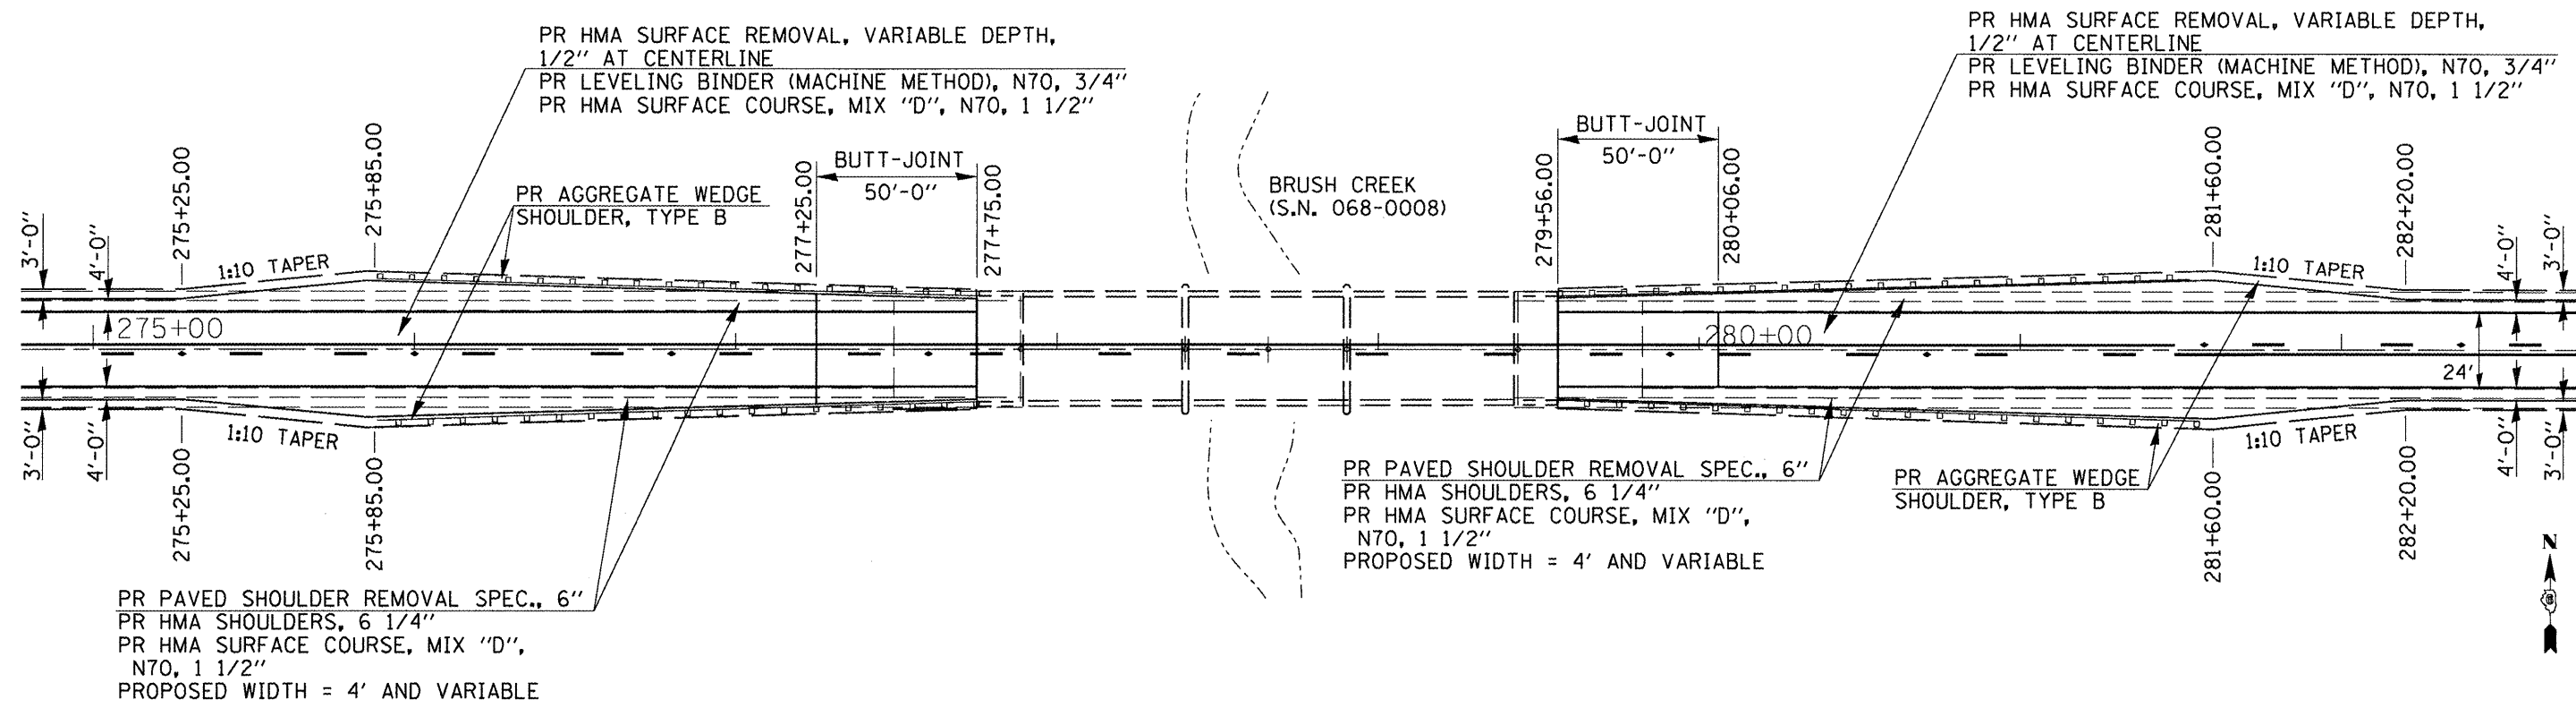 PR HMA SURFACE REMOVAL, VARIABLE DEPTH,
1/2" AT CENTERLINE
PR LEVELING BINDER (MACHINE METHOD), N70, 3/4"
PR HMA SURFACE COURSE, MIX "D", N70, 1 1/2"
PR HMA SURFACE REMOVAL, VARIABLE DEPTH,
1/2" AT CENTERLINE
PR LEVELING BINDER (MACHINE METHOD), N70, 3/4"
PR HMA SURFACE COURSE, MIX "D", N70, 1 1/2"
3'-0"
4'-0"
275+25.00
275+85.00
1:10 TAPER
PR AGGREGATE WEDGE
SHOULDER, TYPE B
277+25.00
BUTT-JOINT
50'-0"
277+75.00
BRUSH CREEK
(S.N. 068-0008)
279+56.00
BUTT-JOINT
50'-0"
280+06.00
281+60.00
1:10 TAPER
282+20.00
4'-0"
3'-0"
275+00
280+00
24'
3'-0"
4'-0"
275+25.00
1:10 TAPER
275+85.00
PR PAVED SHOULDER REMOVAL SPEC., 6"
PR HMA SHOULDERS, 6 1/4"
PR HMA SURFACE COURSE, MIX "D",
N70, 1 1/2"
PROPOSED WIDTH = 4' AND VARIABLE
PR AGGREGATE WEDGE
SHOULDER, TYPE B
281+60.00
1:10 TAPER
282+20.00
4'-0"
3'-0"
N
PR PAVED SHOULDER REMOVAL SPEC., 6"
PR HMA SHOULDERS, 6 1/4"
PR HMA SURFACE COURSE, MIX "D",
N70, 1 1/2"
PROPOSED WIDTH = 4' AND VARIABLE